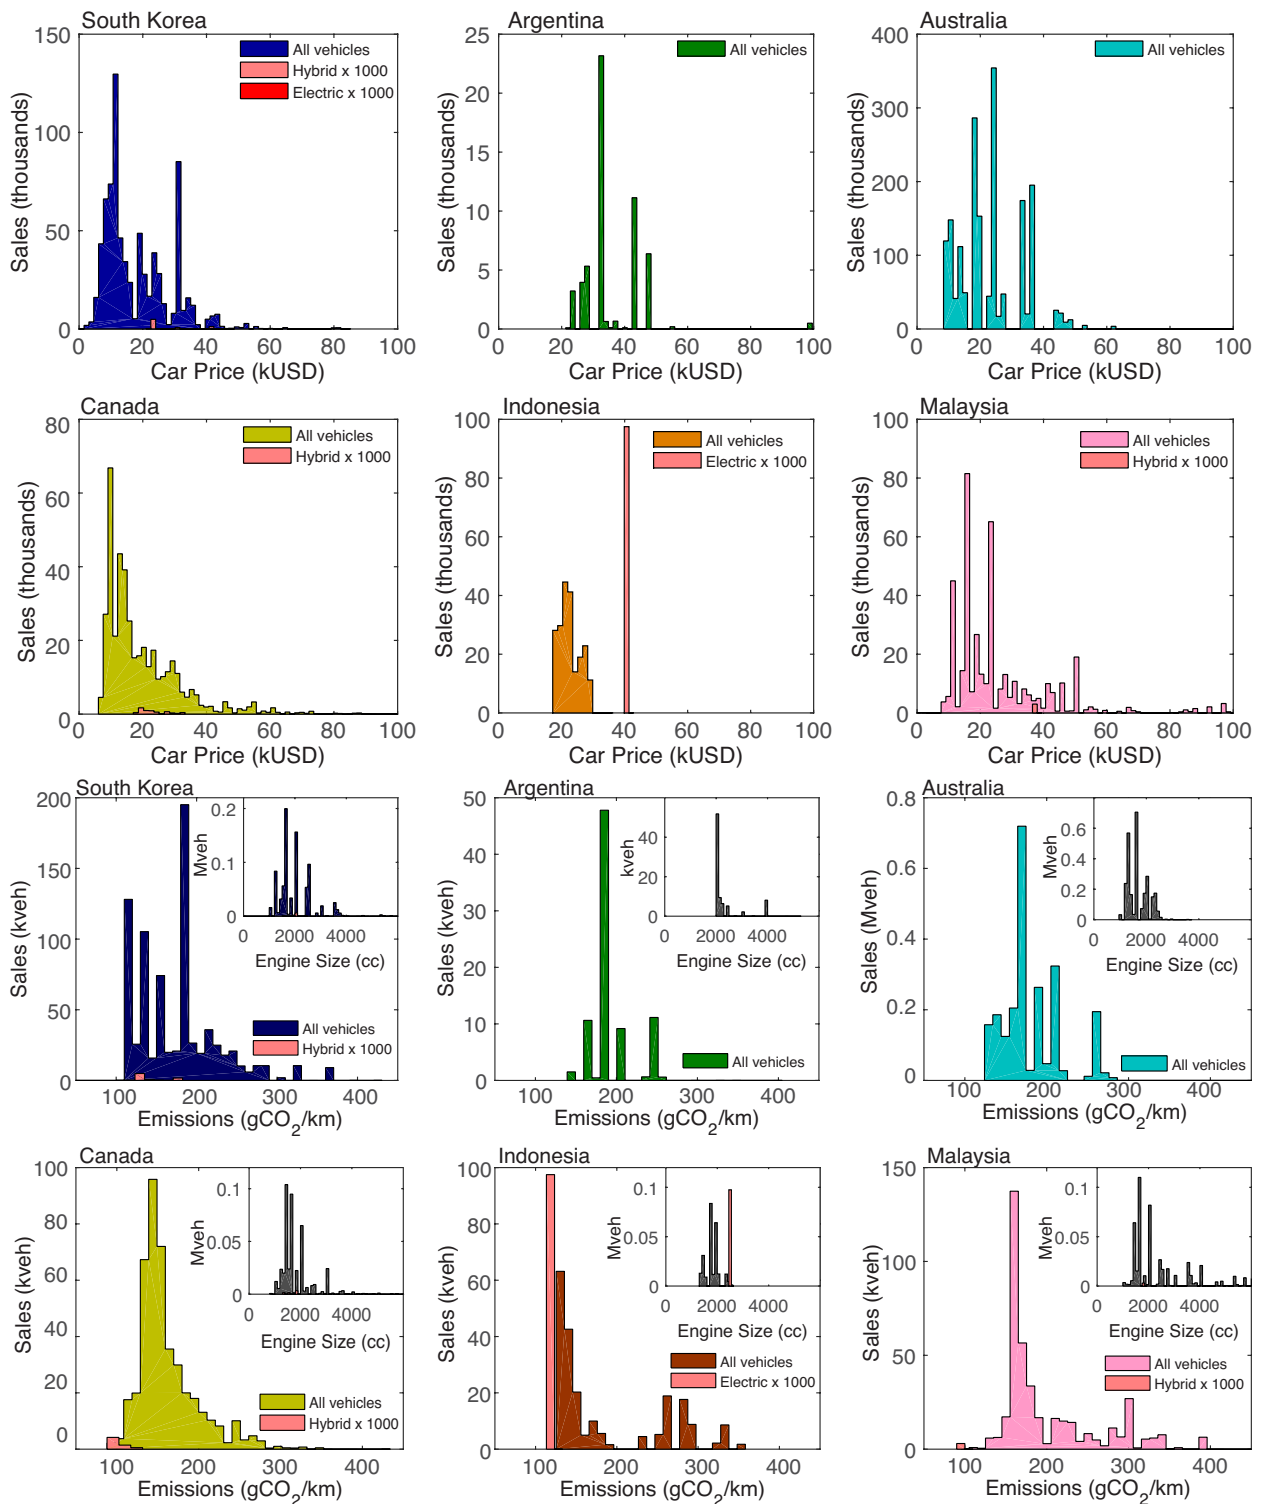 South Korea
150
100
50
0
0 20 40 60 80 100
Sales (thousands)
Car Price (kUSD)
All vehicles
Hybrid x 1000
Electric x 1000
Argentina
25
20
15
10
5
0
0 20 40 60 80 100
Sales (thousands)
Car Price (kUSD)
All vehicles
Australia
400
300
200
100
0
0 20 40 60 80 100
Sales (thousands)
Car Price (kUSD)
All vehicles
Canada
80
60
40
20
0
0 20 40 60 80 100
Sales (thousands)
Car Price (kUSD)
All vehicles
Hybrid x 1000
Indonesia
100
80
60
40
20
0
0 20 40 60 80 100
Sales (thousands)
Car Price (kUSD)
All vehicles
Electric x 1000
Malaysia
100
80
60
40
20
0
0 20 40 60 80 100
Sales (thousands)
Car Price (kUSD)
All vehicles
Hybrid x 1000
South Korea
200
150
100
50
0
100 200 300 400
Sales (kveh)
Emissions (gCO2/km)
0.2
0.1
0
0 2000 4000
Mveh
Engine Size (cc)
All vehicles
Hybrid x 1000
Argentina
50
40
30
20
10
0
100 200 300 400
Sales (kveh)
Emissions (gCO2/km)
40
20
0
0 2000 4000
kveh
Engine Size (cc)
All vehicles
Australia
0.8
0.6
0.4
0.2
0
100 200 300 400
Sales (Mveh)
Emissions (gCO2/km)
0.6
0.4
0.2
0
0 2000 4000
Mveh
Engine Size (cc)
All vehicles
Canada
100
80
60
40
20
0
100 200 300 400
Sales (kveh)
Emissions (gCO2/km)
0.1
0.05
0
0 2000 4000
Mveh
Engine Size (cc)
All vehicles
Hybrid x 1000
Indonesia
100
80
60
40
20
0
100 200 300 400
Sales (kveh)
Emissions (gCO2/km)
0.1
0.05
0
0 2000 4000
Mveh
Engine Size (cc)
All vehicles
Electric x 1000
Malaysia
150
100
50
0
100 200 300 400
Sales (kveh)
Emissions (gCO2/km)
0.1
0.05
0
0 2000 4000
Mveh
Engine Size (cc)
All vehicles
Hybrid x 1000